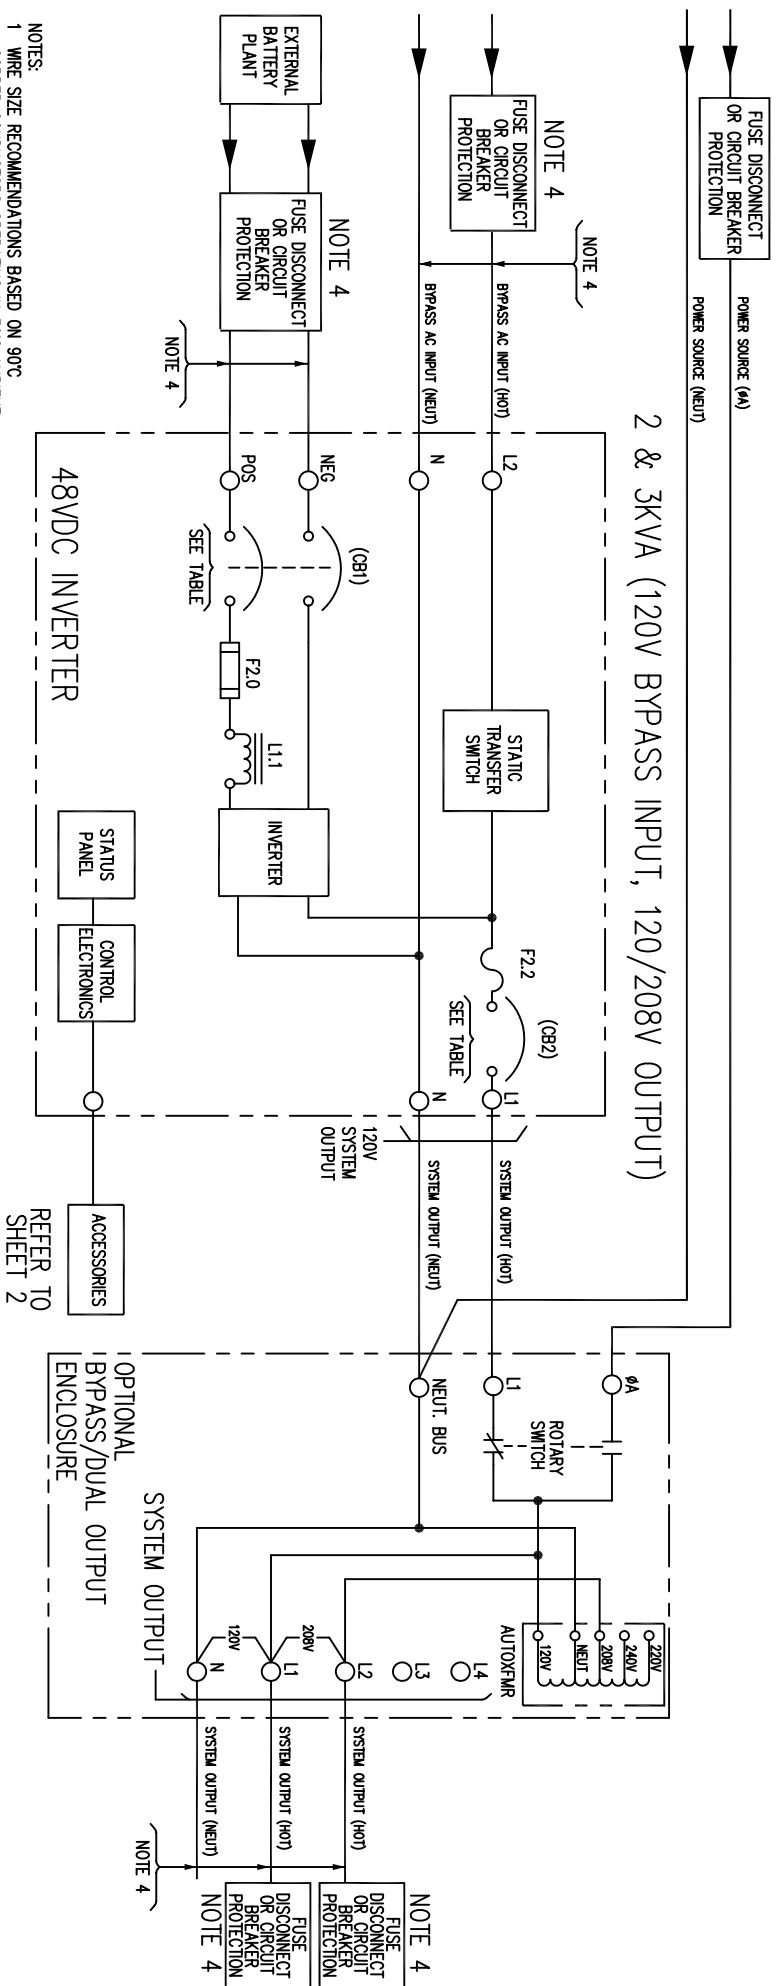 2 & 3KVA (120V BYPASS INPUT, 120/208V OUTPUT)
FUSE DISCONNECT
OR CIRCUIT BREAKER
PROTECTION
POWER SOURCE (øA)
POWER SOURCE (NEUT)
NOTE 4
FUSE DISCONNECT
OR CIRCUIT
BREAKER
PROTECTION
NOTE 4
BYPASS AC INPUT (HOT)
BYPASS AC INPUT (NEUT)
EXTERNAL
BATTERY
PLANT
NOTE 4
FUSE DISCONNECT
OR CIRCUIT
BREAKER
PROTECTION
NOTE 4
L2
N
NEG
POS
(CB1)
SEE TABLE
F2.0
L1.1
STATIC
TRANSFER
SWITCH
INVERTER
F2.2
(CB2)
SEE TABLE
L1
N
48VDC INVERTER
STATUS
PANEL
CONTROL
ELECTRONICS
ACCESSORIES
REFER TO
SHEET 2
120V
SYSTEM
OUTPUT
SYSTEM OUTPUT (HOT)
SYSTEM OUTPUT (NEUT)
øA
L1
NEUT. BUS
ROTARY
SWITCH
OPTIONAL
BYPASS/DUAL OUTPUT
ENCLOSURE
220V
240V
208V
NEUT
120V
AUTOXFMR
L4
L3
L2
L1
N
208V
120V
SYSTEM OUTPUT
SYSTEM OUTPUT (HOT)
SYSTEM OUTPUT (HOT)
SYSTEM OUTPUT (NEUT)
NOTE 4
NOTE 4
FUSE
DISCONNECT
OR CIRCUIT
BREAKER
PROTECTION
FUSE
DISCONNECT
OR CIRCUIT
BREAKER
PROTECTION
NOTE 4
NOTES:
1 WIRE SIZE RECOMMENDATIONS BASED ON 90°C